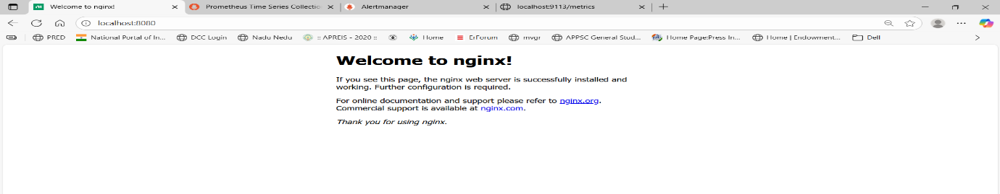 Welcome to nginx!
Prometheus Time Series Collectio
Alertmanager
localhost:9113/metrics
localhost:8080
PRED
National Portal of In...
DCC Login
Nadu Nedu
:: APREIS - 2020 ::
Home
ErForum
mvgr
APPSC General Stud...
Home Page:Press In...
Home | Endowment...
Dell
Welcome to nginx!
If you see this page, the nginx web server is successfully installed and
working. Further configuration is required.
For online documentation and support please refer to nginx.org.
Commercial support is available at nginx.com.
Thank you for using nginx.